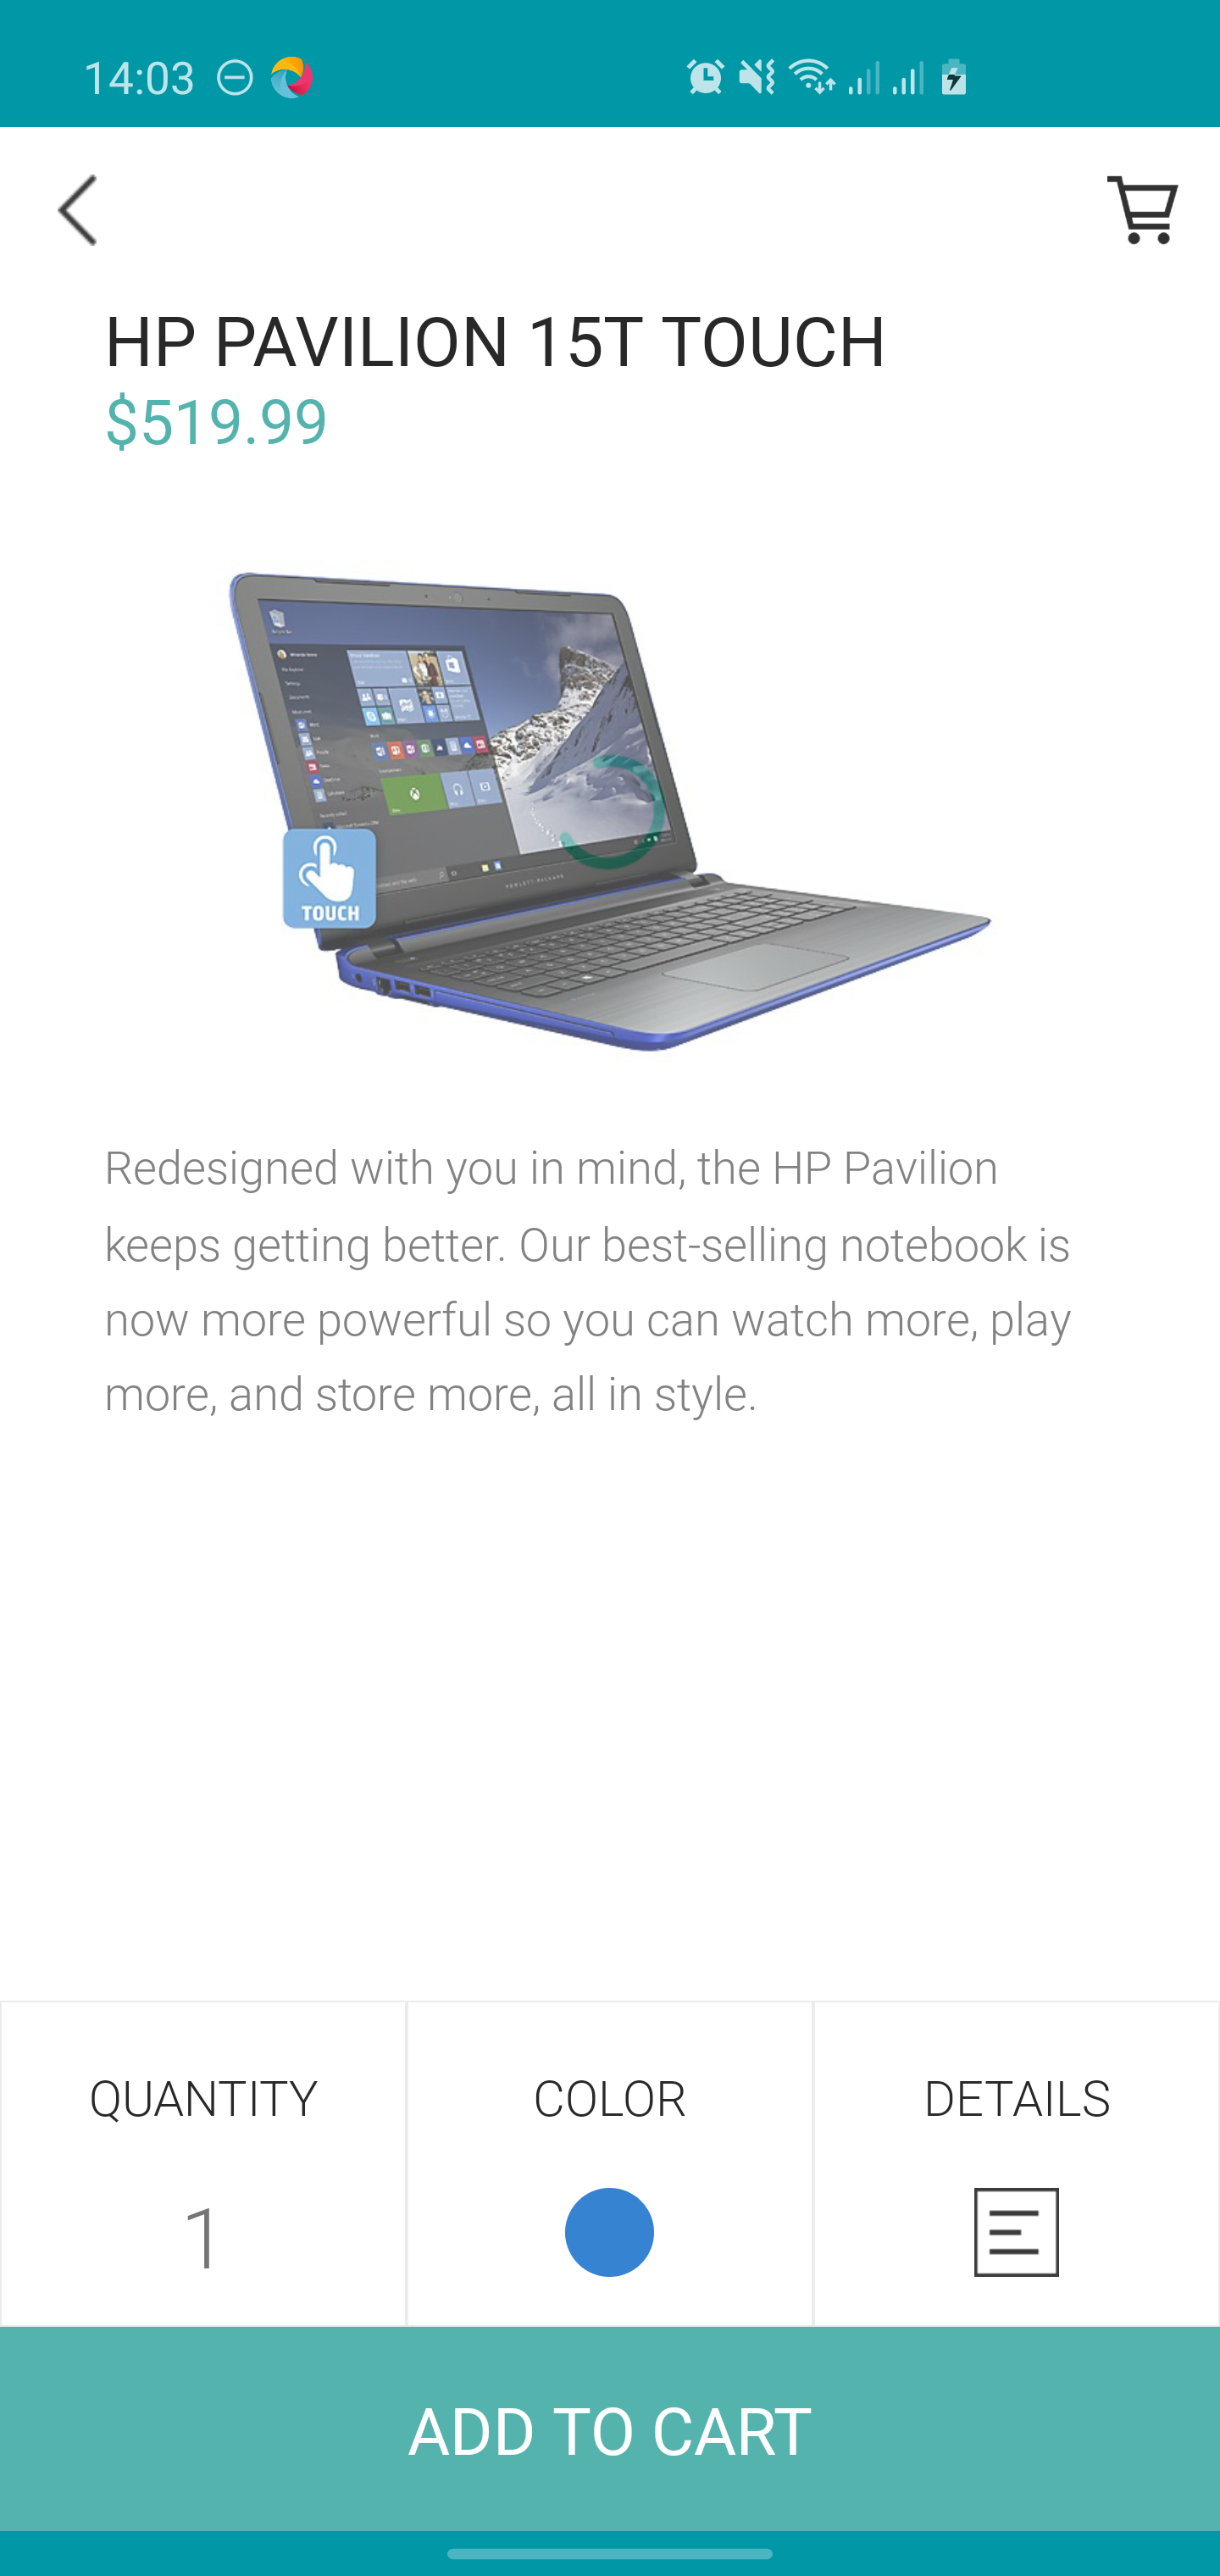 14:03
HP PAVILION 15T TOUCH
$519.99
TOUCH
HEWLETT-PACKARD
Redesigned with you in mind, the HP Pavilion
keeps getting better. Our best-selling notebook is
now more powerful so you can watch more, play
more, and store more, all in style.
QUANTITY
COLOR
DETAILS
1
ADD TO CART